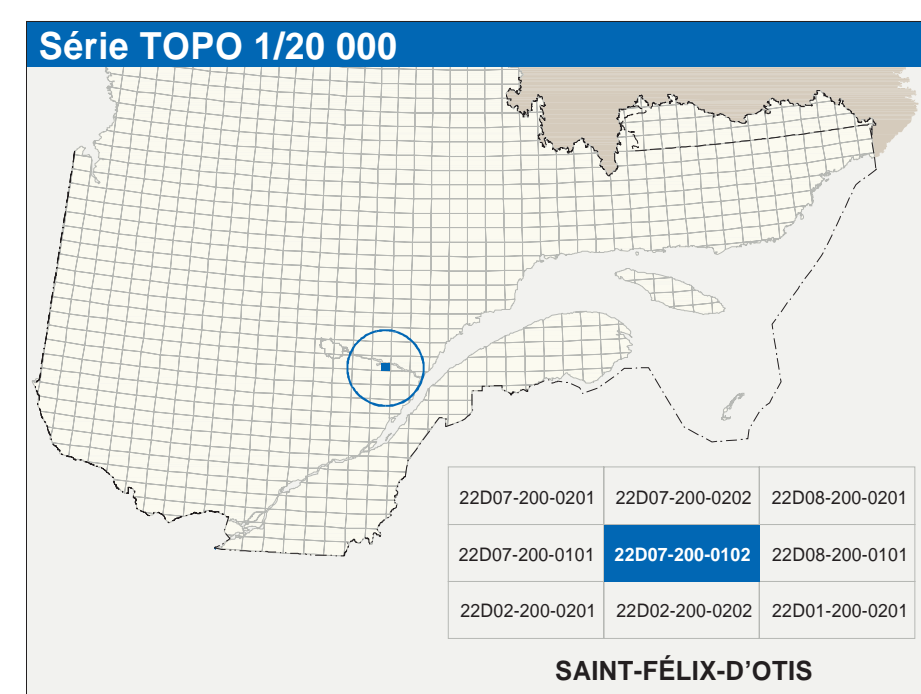 Série TOPO 1/20 000
22D07-200-0201 22D07-200-0202 22D08-200-0201
22D07-200-0101 22D07-200-0102 22D08-200-0101
22D02-200-0201 22D02-200-0202 22D01-200-0201
SAINT-FÉLIX-D’OTIS